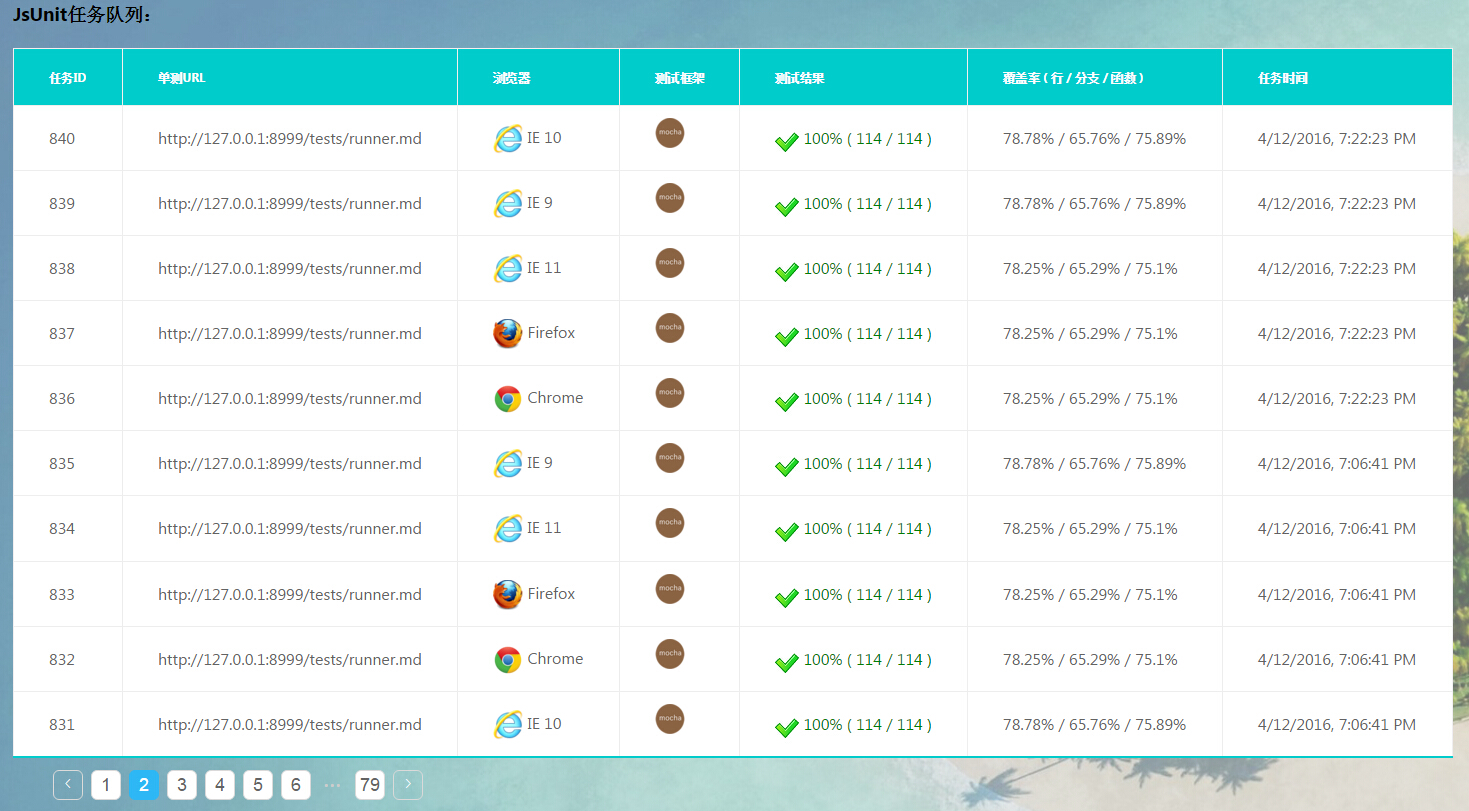 JsUnit任务队列：
任务ID 单测URL 浏览器 测试框架 测试结果 覆盖率 ( 行 / 分支 / 函数 ) 任务时间
840 http://127.0.0.1:8999/tests/runner.md IE 10 mocha 100% ( 114 / 114 ) 78.78% / 65.76% / 75.89% 4/12/2016, 7:22:23 PM
839 http://127.0.0.1:8999/tests/runner.md IE 9 mocha 100% ( 114 / 114 ) 78.78% / 65.76% / 75.89% 4/12/2016, 7:22:23 PM
838 http://127.0.0.1:8999/tests/runner.md IE 11 mocha 100% ( 114 / 114 ) 78.25% / 65.29% / 75.1% 4/12/2016, 7:22:23 PM
837 http://127.0.0.1:8999/tests/runner.md Firefox mocha 100% ( 114 / 114 ) 78.25% / 65.29% / 75.1% 4/12/2016, 7:22:23 PM
836 http://127.0.0.1:8999/tests/runner.md Chrome mocha 100% ( 114 / 114 ) 78.25% / 65.29% / 75.1% 4/12/2016, 7:22:23 PM
835 http://127.0.0.1:8999/tests/runner.md IE 9 mocha 100% ( 114 / 114 ) 78.78% / 65.76% / 75.89% 4/12/2016, 7:06:41 PM
834 http://127.0.0.1:8999/tests/runner.md IE 11 mocha 100% ( 114 / 114 ) 78.25% / 65.29% / 75.1% 4/12/2016, 7:06:41 PM
833 http://127.0.0.1:8999/tests/runner.md Firefox mocha 100% ( 114 / 114 ) 78.25% / 65.29% / 75.1% 4/12/2016, 7:06:41 PM
832 http://127.0.0.1:8999/tests/runner.md Chrome mocha 100% ( 114 / 114 ) 78.25% / 65.29% / 75.1% 4/12/2016, 7:06:41 PM
831 http://127.0.0.1:8999/tests/runner.md IE 10 mocha 100% ( 114 / 114 ) 78.78% / 65.76% / 75.89% 4/12/2016, 7:06:41 PM
1 2 3 4 5 6 ··· 79